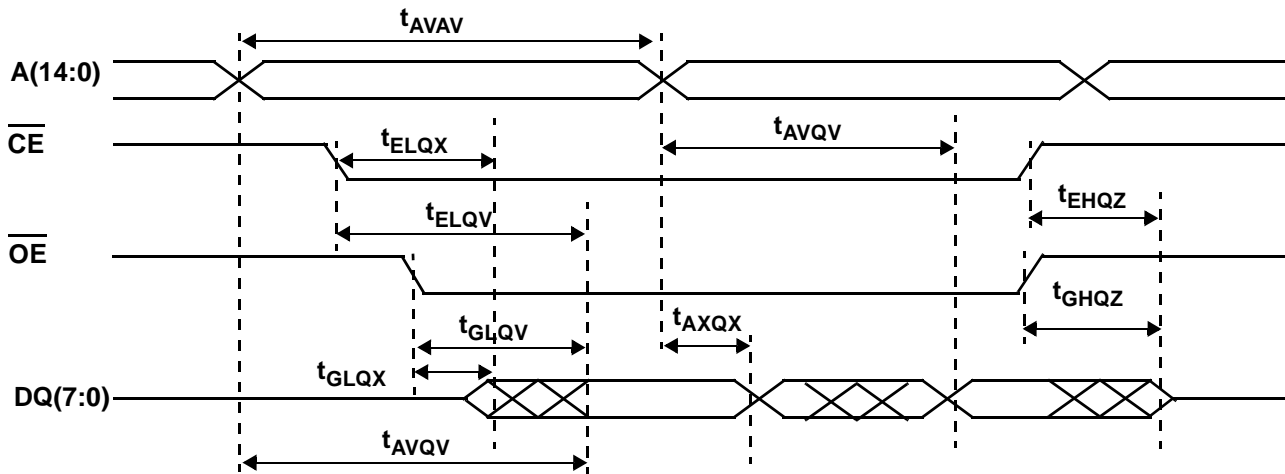 tAVAV
A(14:0)
CE
tELQX
tAVQV
tELQV
tEHQZ
OE
tGLQV
tAXQX
tGHQZ
tGLQX
DQ(7:0)
tAVQV